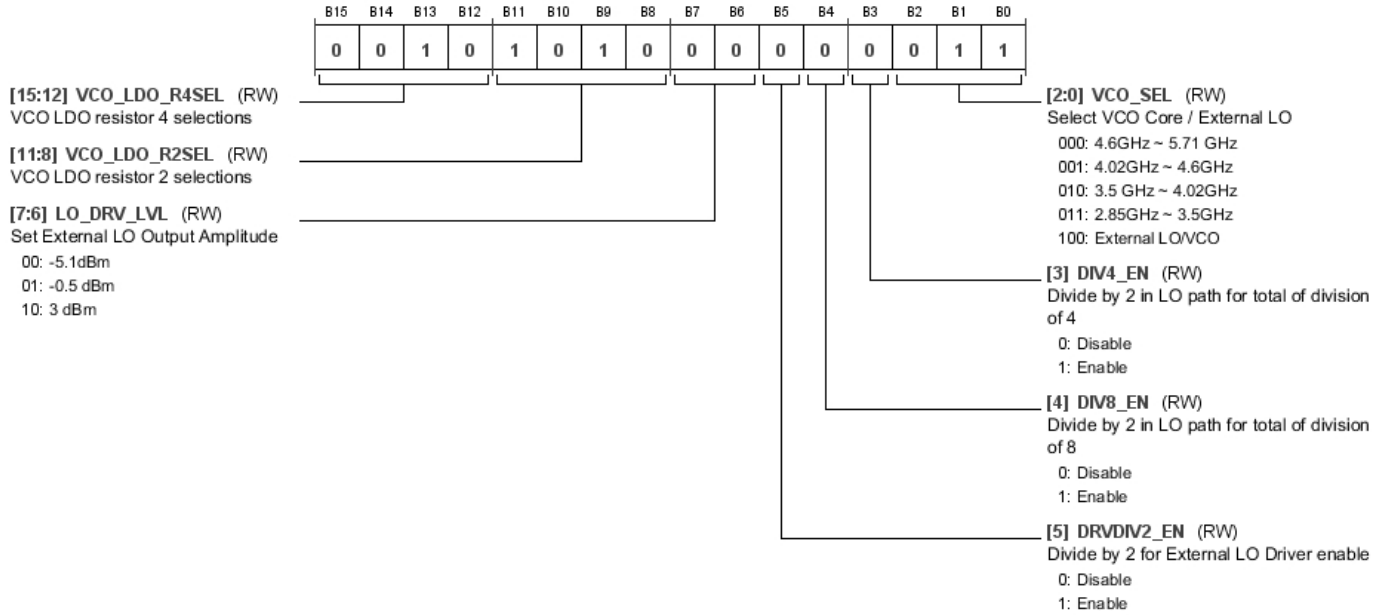 B15 B14 B13 B12 B11 B10 B9 B8 B7 B6 B5 B4 B3 B2 B1 B0
0 0 1 0 1 0 1 0 0 0 0 0 0 0 1 1
[15:12] VCO_LDO_R4SEL (RW)
VCO LDO resistor 4 selections
[11:8] VCO_LDO_R2SEL (RW)
VCO LDO resistor 2 selections
[7:6] LO_DRV_LVL (RW)
Set External LO Output Amplitude
00: -5.1dBm
01: -0.5 dBm
10: 3 dBm
[2:0] VCO_SEL (RW)
Select VCO Core / External LO
000: 4.6GHz ~ 5.71 GHz
001: 4.02GHz ~ 4.6GHz
010: 3.5 GHz ~ 4.02GHz
011: 2.85GHz ~ 3.5GHz
100: External LO/VCO
[3] DIV4_EN (RW)
Divide by 2 in LO path for total of division
of 4
0: Disable
1: Enable
[4] DIV8_EN (RW)
Divide by 2 in LO path for total of division
of 8
0: Disable
1: Enable
[5] DRVDIV2_EN (RW)
Divide by 2 for External LO Driver enable
0: Disable
1: Enable